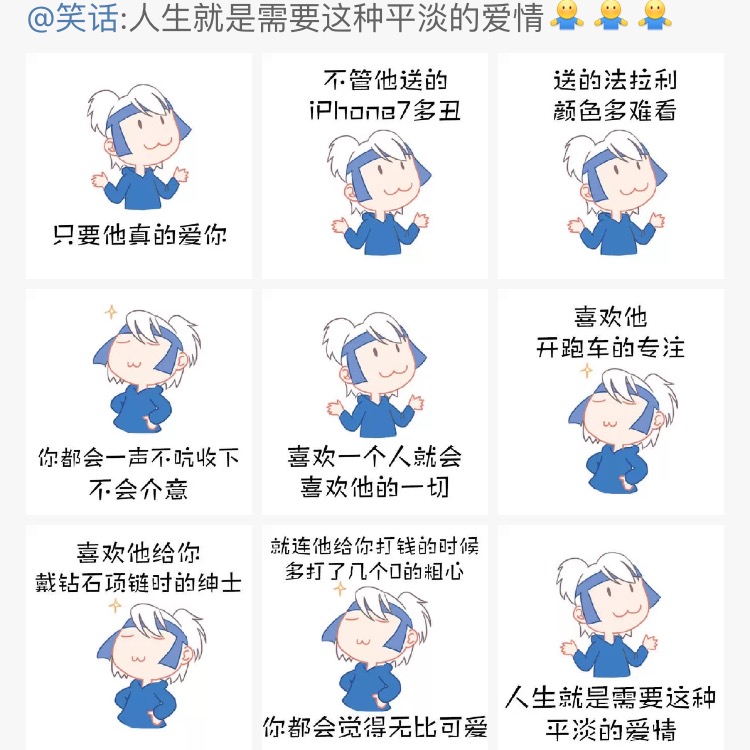 @笑话:人生就是需要这种平淡的爱情🤷🤷🤷
只要他真的爱你
不管他送的
iPhone7多丑
送的法拉利
颜色多难看
你都会一声不吭收下
不会介意
喜欢一个人就会
喜欢他的一切
喜欢他
开跑车的专注
喜欢他给你
戴钻石项链时的绅士
就连他给你打钱的时候
多打了几个0的粗心
你都会觉得无比可爱
人生就是需要这种
平淡的爱情